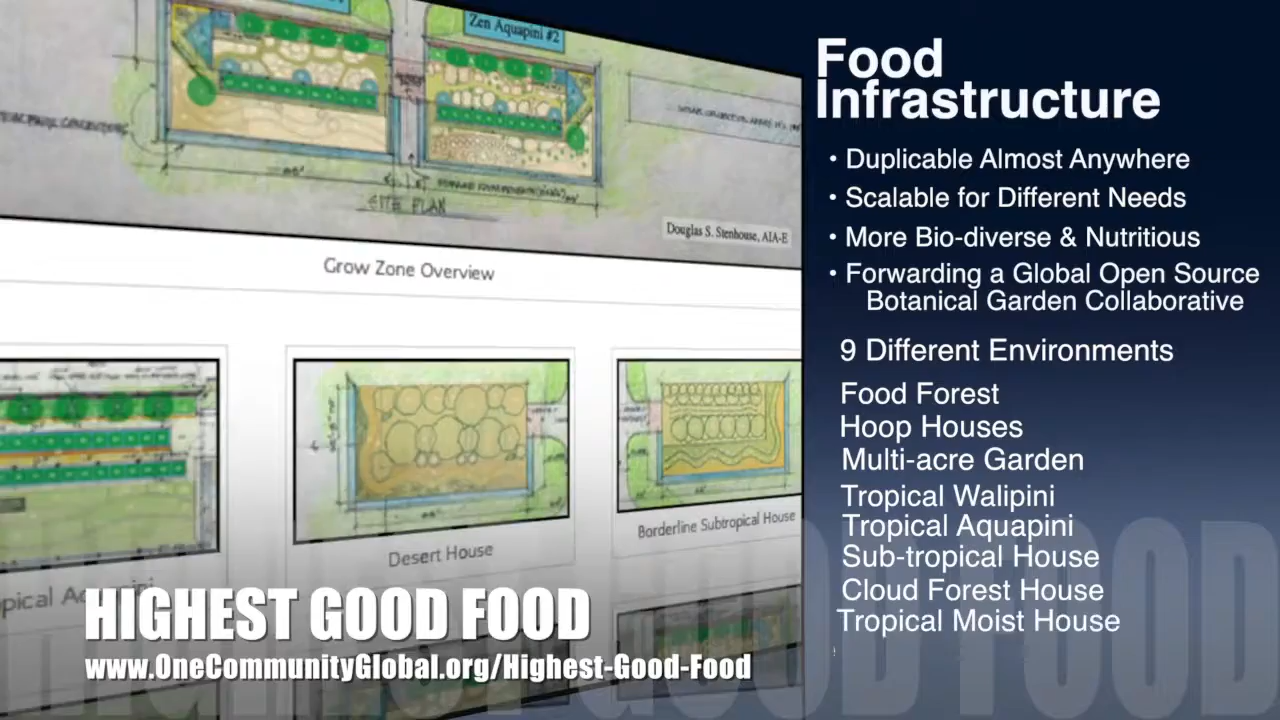 Zen Aquapini #2
SITE PLAN
Douglas S. Stenhouse, AIA-E
Grow Zone Overview
Desert House
Borderline Subtropical House
HIGHEST GOOD FOOD
www.OneCommunityGlobal.org/Highest-Good-Food
Food
Infrastructure
• Duplicable Almost Anywhere
• Scalable for Different Needs
• More Bio-diverse & Nutritious
• Forwarding a Global Open Source
Botanical Garden Collaborative
9 Different Environments
Food Forest
Hoop Houses
Multi-acre Garden
Tropical Walipini
Tropical Aquapini
Sub-tropical House
Cloud Forest House
Tropical Moist House
HIGHEST GOOD FOOD